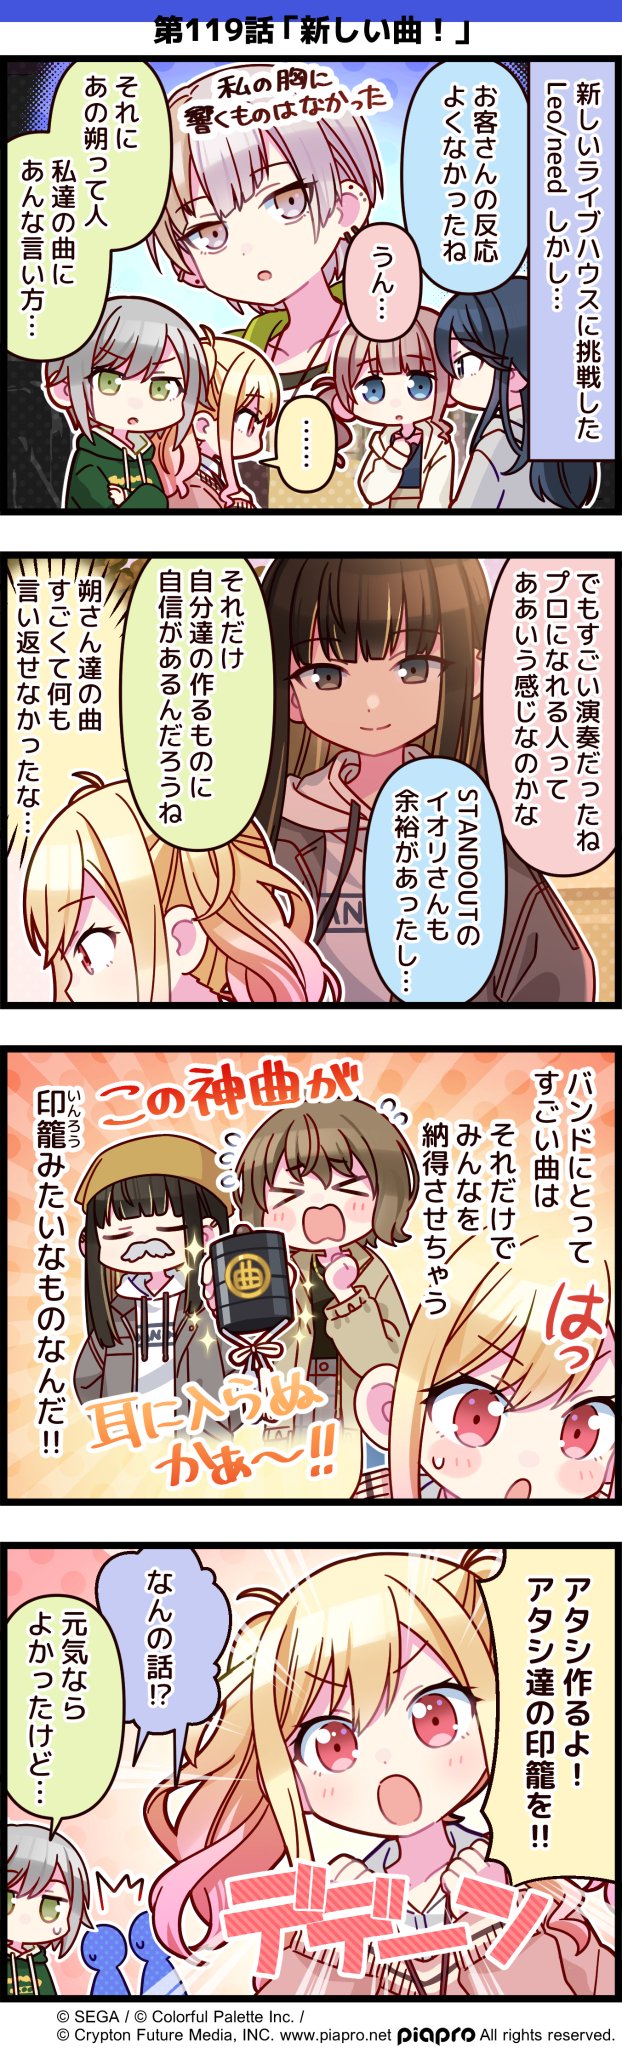 第119話「新しい曲！」
新しいライブハウスに挑戦した
Leo/need しかし…
お客さんの反応
よくなかったね
私の胸に
響くものはなかった
うん…
それに
あの朔って人
私達の曲に
あんな言い方…
……
でもすごい演奏だったね
プロになれる人って
ああいう感じなのかな
STANDOUTの
イオリさんも
余裕があったし…
それだけ
自分達の作るものに
自信があるんだろうね
朔さん達の曲
すごくて何も
言い返せなかったな…
バンドにとって
すごい曲は
それだけで
みんなを
納得させちゃう
はっ
この神曲が
曲
耳に入らぬ
かぁ～!!
いんろう
印籠みたいなものなんだ!!
アタシ作るよ！
アタシ達の印籠を!!
なんの話!?
元気なら
よかったけど…
デデーン
© SEGA / © Colorful Palette Inc. /
© Crypton Future Media, INC. www.piapro.net piapro All rights reserved.